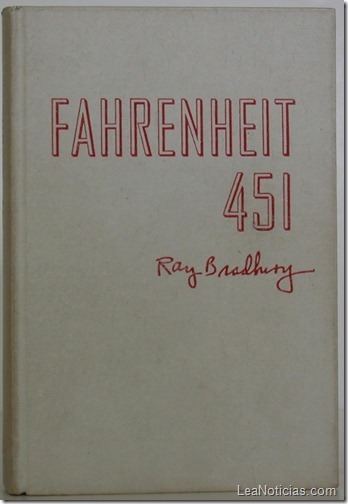 FAHRENHEIT
451
Ray Bradbury
LeaNoticias.com